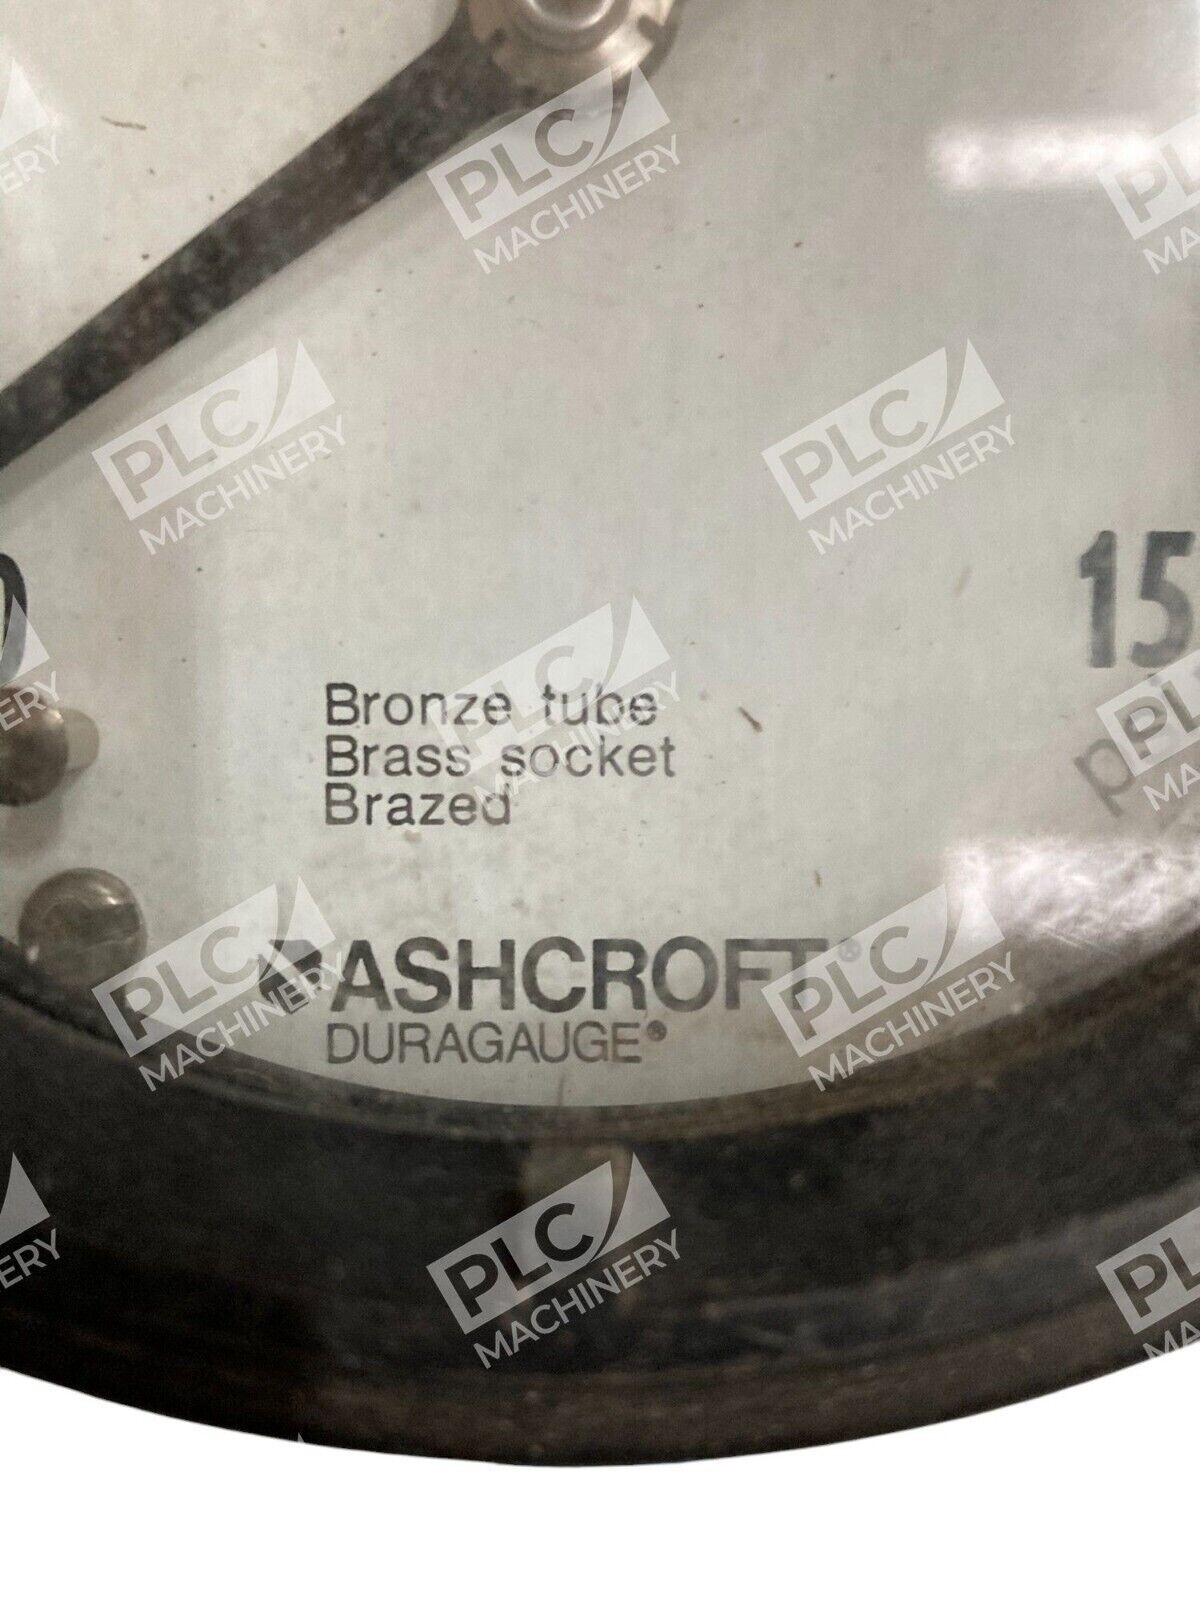 15
Bronze tube
Brass socket
Brazed
ASHCROFT®
DURAGAUGE®
PLC
MACHINERY